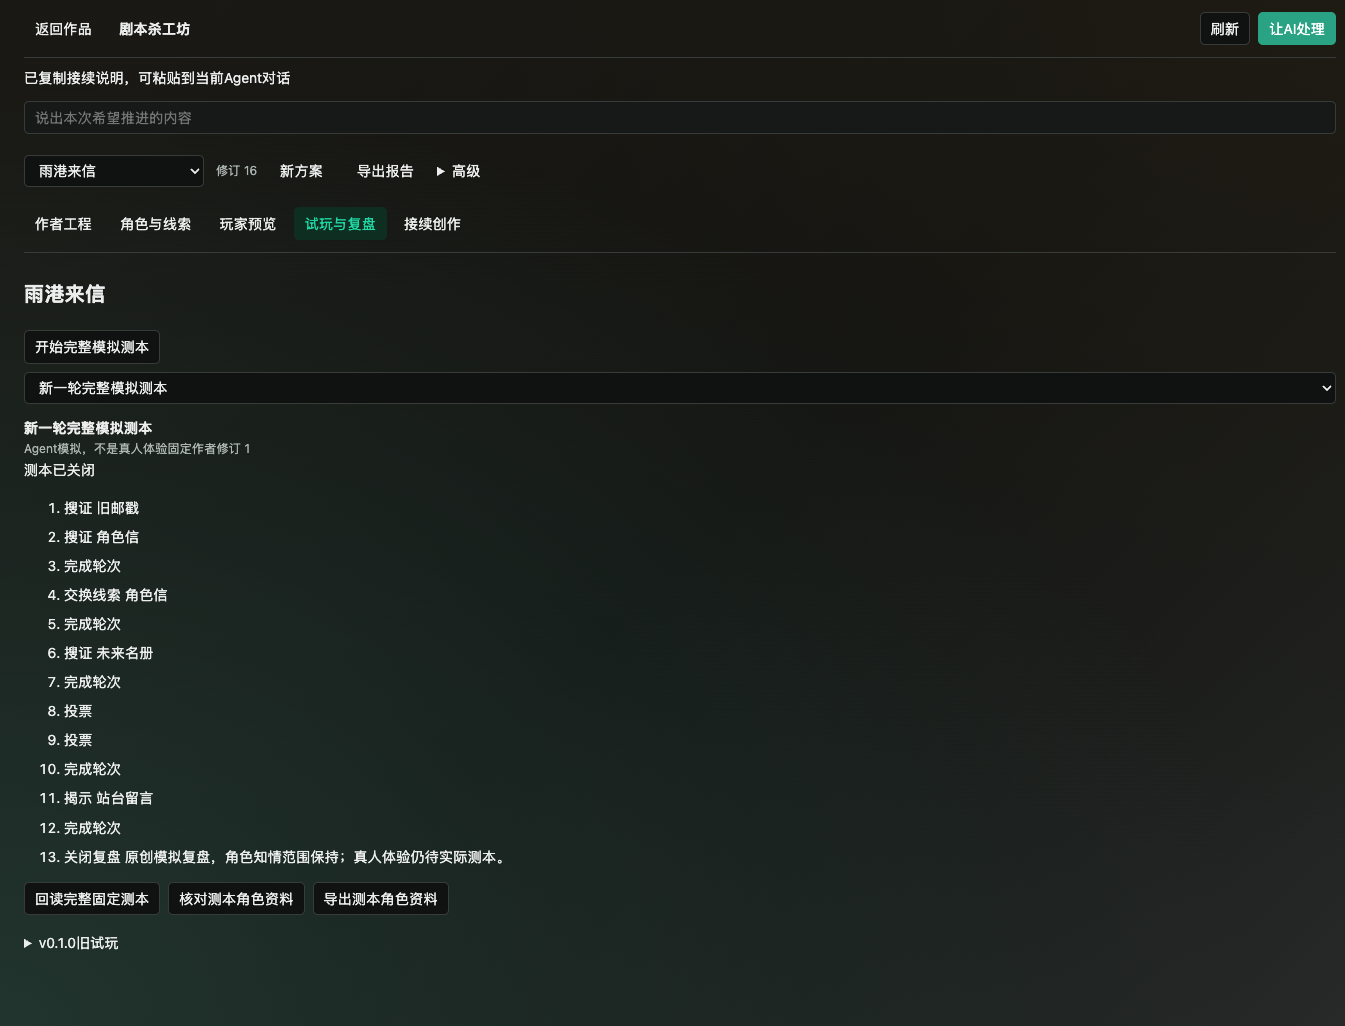 返回作品 剧本杀工坊 刷新 让AI处理
已复制接续说明，可粘贴到当前Agent对话
说出本次希望推进的内容
雨港来信 修订 16 新方案 导出报告 ▶ 高级
作者工程 角色与线索 玩家预览 试玩与复盘 接续创作
雨港来信
开始完整模拟测本
新一轮完整模拟测本
新一轮完整模拟测本
Agent模拟，不是真人体验固定作者修订 1
测本已关闭
1. 搜证 旧邮戳
2. 搜证 角色信
3. 完成轮次
4. 交换线索 角色信
5. 完成轮次
6. 搜证 未来名册
7. 完成轮次
8. 投票
9. 投票
10. 完成轮次
11. 揭示 站台留言
12. 完成轮次
13. 关闭复盘 原创模拟复盘，角色知情范围保持；真人体验仍待实际测本。
回读完整固定测本 核对测本角色资料 导出测本角色资料
▶ v0.1.0旧试玩